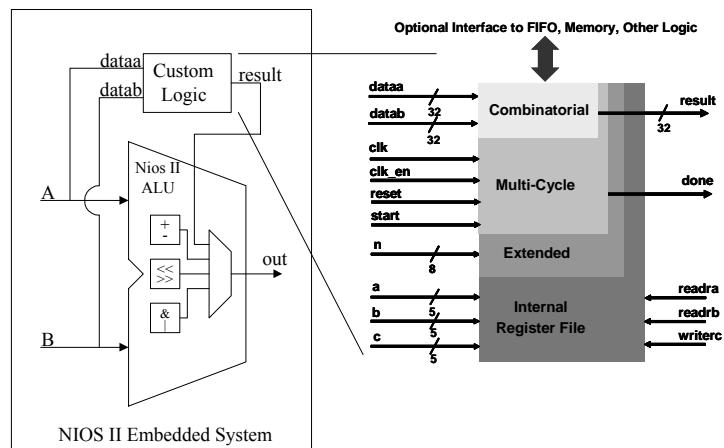 dataa
datab
Custom
Logic
result
Nios II
ALU
A
+
-
<<
>>
&
|
out
B
NIOS II Embedded System
Optional Interface to FIFO, Memory, Other Logic
dataa
32
datab
32
Combinatorial
result
32
clk
clk_en
reset
start
Multi-Cycle
done
n
8
Extended
a
5
b
5
c
5
Internal
Register File
readra
readrb
writerc